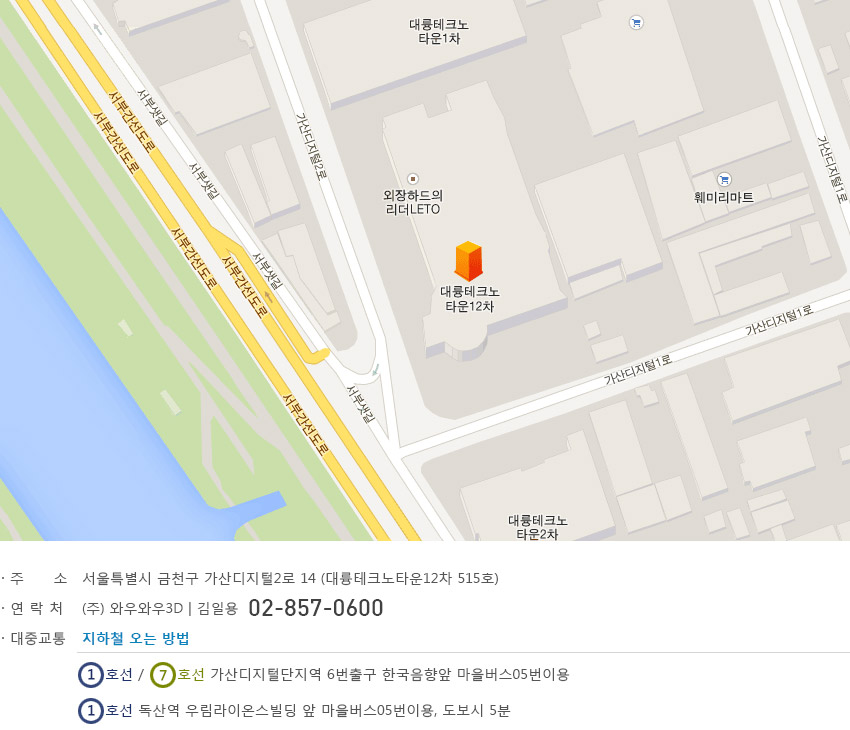 대륭테크노
타운1차
서부샛길
서부간선도로
서부간선도로
가산디지털2로
가산디지털1로
서부샛길
외장하드의
리더LETO
훼미리마트
서부간선도로
서부간선도로
서부샛길
대륭테크노
타운12차
가산디지털1로
가산디지털1로
서부샛길
서부간선도로
대륭테크노
타운2차
· 주 소 서울특별시 금천구 가산디지털2로 14 (대륭테크노타운12차 515호)
· 연 락 처 (주) 와우와우3D | 김일용 02-857-0600
· 대중교통 지하철 오는 방법
1 호선 / 7 호선 가산디지털단지역 6번출구 한국음향앞 마을버스05번이용
1 호선 독산역 우림라이온스빌딩 앞 마을버스05번이용, 도보시 5분